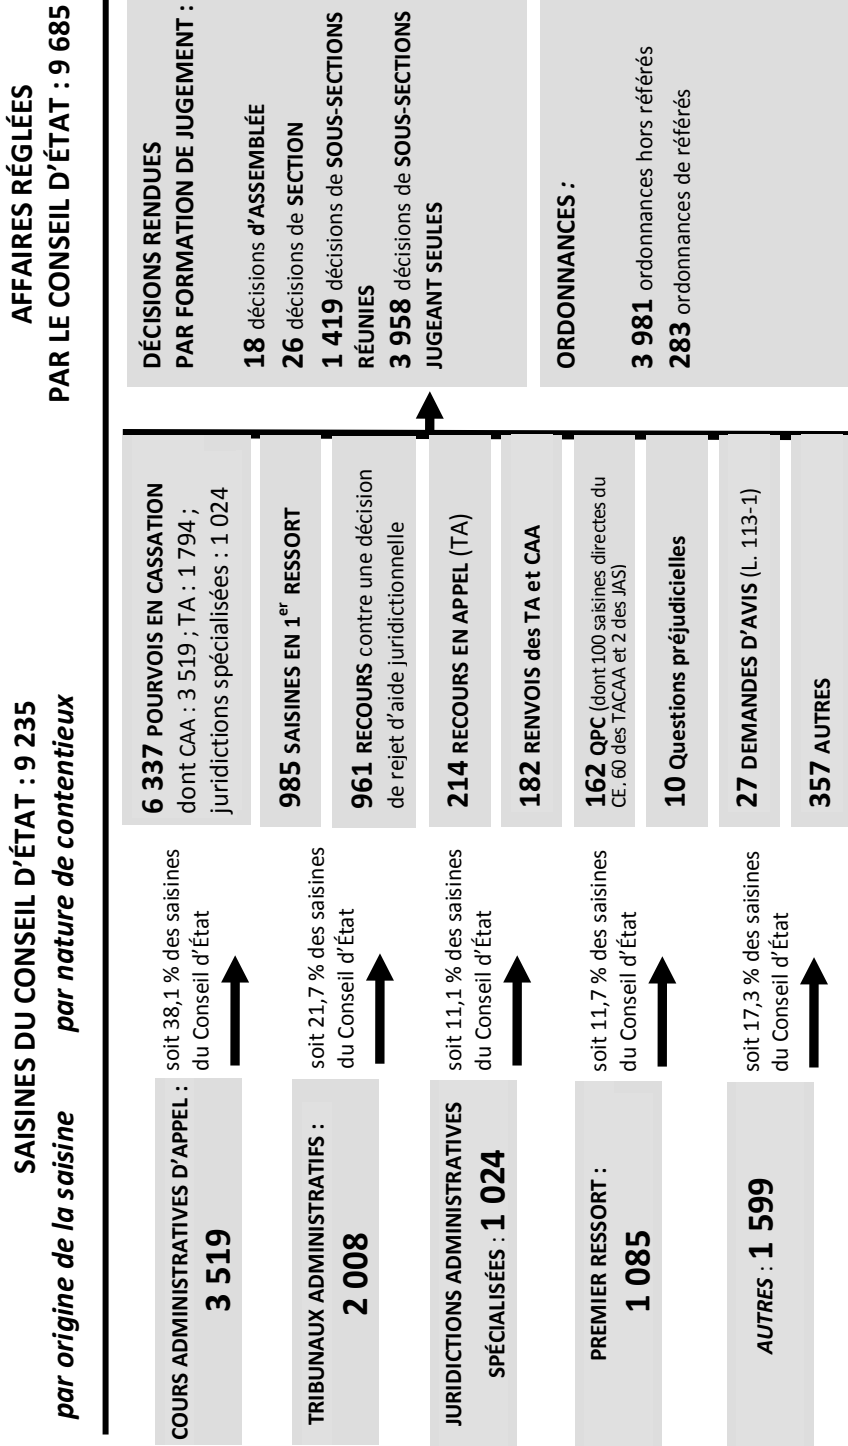 SAISINES DU CONSEIL D’ÉTAT : 9 235
par origine de la saisine
par nature de contentieux
AFFAIRES RÉGLÉES
PAR LE CONSEIL D’ÉTAT : 9 685
COURS ADMINISTRATIVES D’APPEL :
3 519
soit 38,1 % des saisines
du Conseil d’État
TRIBUNAUX ADMINISTRATIFS :
2 008
soit 21,7 % des saisines
du Conseil d’État
JURIDICTIONS ADMINISTRATIVES
SPÉCIALISÉES : 1 024
soit 11,1 % des saisines
du Conseil d’État
PREMIER RESSORT :
1 085
soit 11,7 % des saisines
du Conseil d’État
AUTRES : 1 599
soit 17,3 % des saisines
du Conseil d’État
6 337 POURVOIS EN CASSATION
dont CAA : 3 519 ; TA : 1 794 ;
juridictions spécialisées : 1 024
985 SAISINES EN 1er RESSORT
961 RECOURS contre une décision
de rejet d’aide juridictionnelle
214 RECOURS EN APPEL (TA)
182 RENVOIS des TA et CAA
162 QPC (dont 100 saisines directes du
CE. 60 des TACAA et 2 des JAS)
10 Questions préjudicielles
27 DEMANDES D’AVIS (L. 113-1)
357 AUTRES
DÉCISIONS RENDUES
PAR FORMATION DE JUGEMENT :
18 décisions d’ASSEMBLÉE
26 décisions de SECTION
1 419 décisions de SOUS-SECTIONS
RÉUNIES
3 958 décisions de SOUS-SECTIONS
JUGEANT SEULES
ORDONNANCES :
3 981 ordonnances hors référés
283 ordonnances de référés